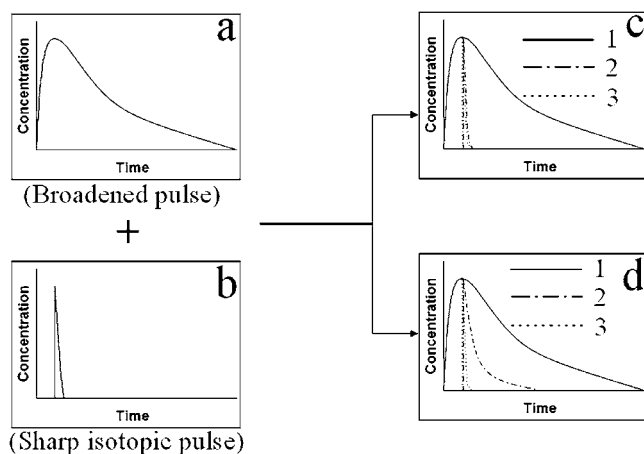 a
Concentration
Time
(Broadened pulse)
+
b
Concentration
Time
(Sharp isotopic pulse)
c
1
2
3
Concentration
Time
d
1
2
3
Concentration
Time